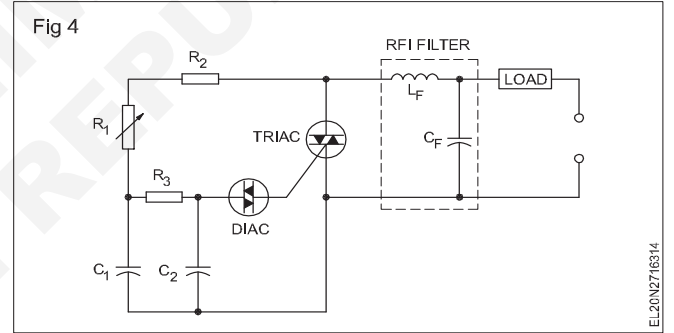 Fig 4
RFI FILTER
R2
LOAD
LF
R1
TRIAC
CF
R3
DIAC
C1
C2
EL20N2716314